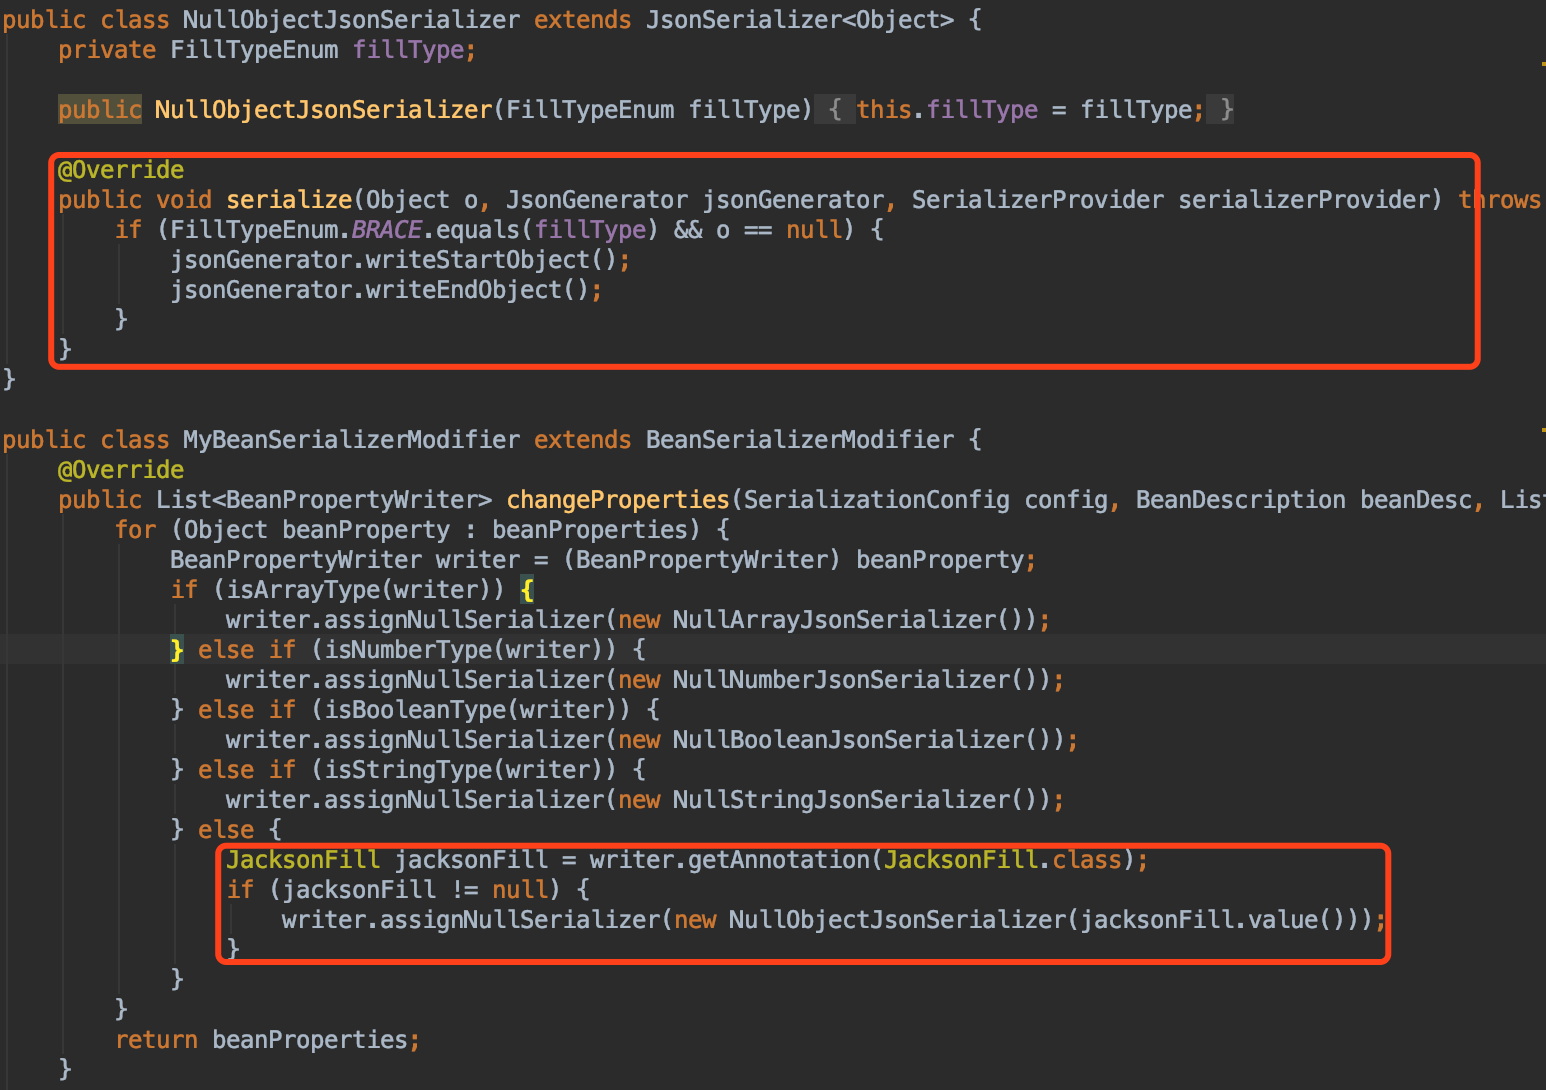 public class NullObjectJsonSerializer extends JsonSerializer<Object> {
    private FillTypeEnum fillType;
    public NullObjectJsonSerializer(FillTypeEnum fillType) { this.fillType = fillType; }
    @Override
    public void serialize(Object o, JsonGenerator jsonGenerator, SerializerProvider serializerProvider) throws
        if (FillTypeEnum.BRACE.equals(fillType) && o == null) {
            jsonGenerator.writeStartObject();
            jsonGenerator.writeEndObject();
        }
    }
}
public class MyBeanSerializerModifier extends BeanSerializerModifier {
    @Override
    public List<BeanPropertyWriter> changeProperties(SerializationConfig config, BeanDescription beanDesc, List
        for (Object beanProperty : beanProperties) {
            BeanPropertyWriter writer = (BeanPropertyWriter) beanProperty;
            if (isArrayType(writer)) {
                writer.assignNullSerializer(new NullArrayJsonSerializer());
            } else if (isNumberType(writer)) {
                writer.assignNullSerializer(new NullNumberJsonSerializer());
            } else if (isBooleanType(writer)) {
                writer.assignNullSerializer(new NullBooleanJsonSerializer());
            } else if (isStringType(writer)) {
                writer.assignNullSerializer(new NullStringJsonSerializer());
            } else {
                JacksonFill jacksonFill = writer.getAnnotation(JacksonFill.class);
                if (jacksonFill != null) {
                    writer.assignNullSerializer(new NullObjectJsonSerializer(jacksonFill.value()));
                }
            }
        }
        return beanProperties;
    }